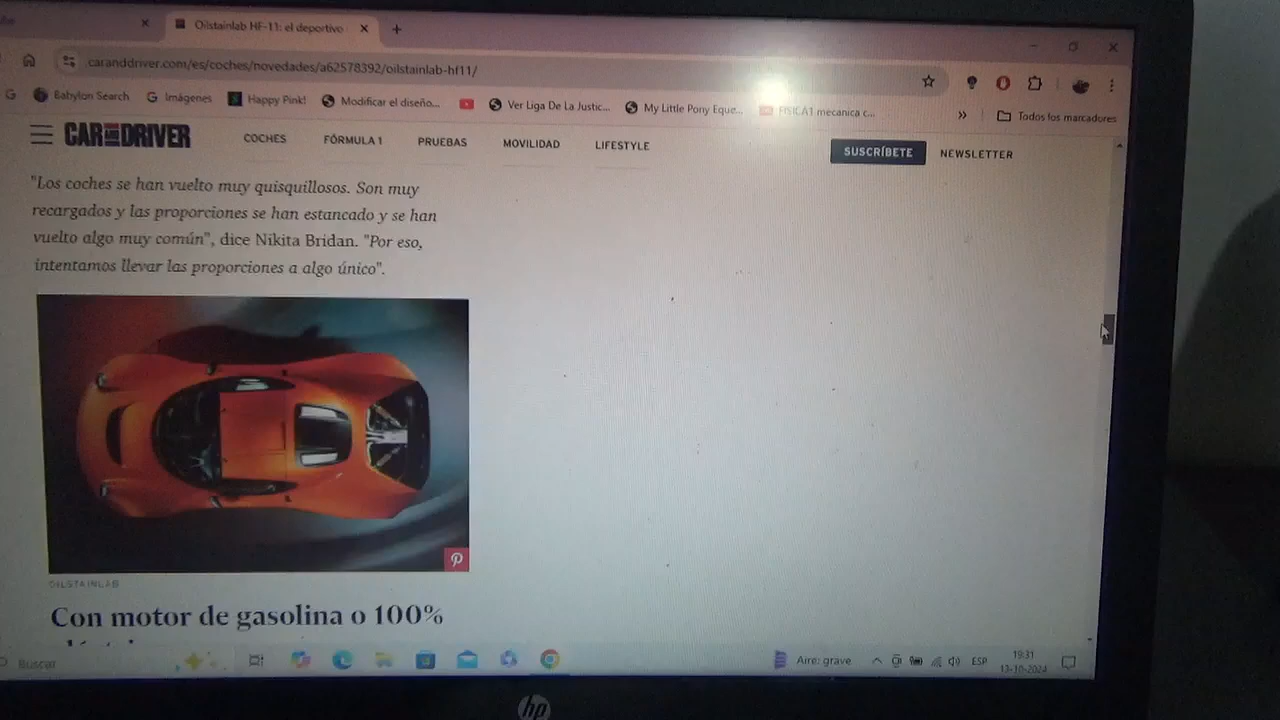 Oilstainlab HF-11: el deportivo
caranddriver.com/es/coches/novedades/a62578392/oilstainlab-hf11/
G Babylon Search G Imágenes Happy Pink! Modificar el diseño... Ver Liga De La Justic... My Little Pony Eque... FISICA1 mecanica c... » Todos los marcadores
CAR AND DRIVER COCHES FÓRMULA 1 PRUEBAS MOVILIDAD LIFESTYLE SUSCRÍBETE NEWSLETTER
"Los coches se han vuelto muy quisquillosos. Son muy
recargados y las proporciones se han estancado y se han
vuelto algo muy común", dice Nikita Bridan. "Por eso,
intentamos llevar las proporciones a algo único".
OILSTAINLAB
Con motor de gasolina o 100%
Buscar Aire: grave ESP 19:31
13-10-2024
hp